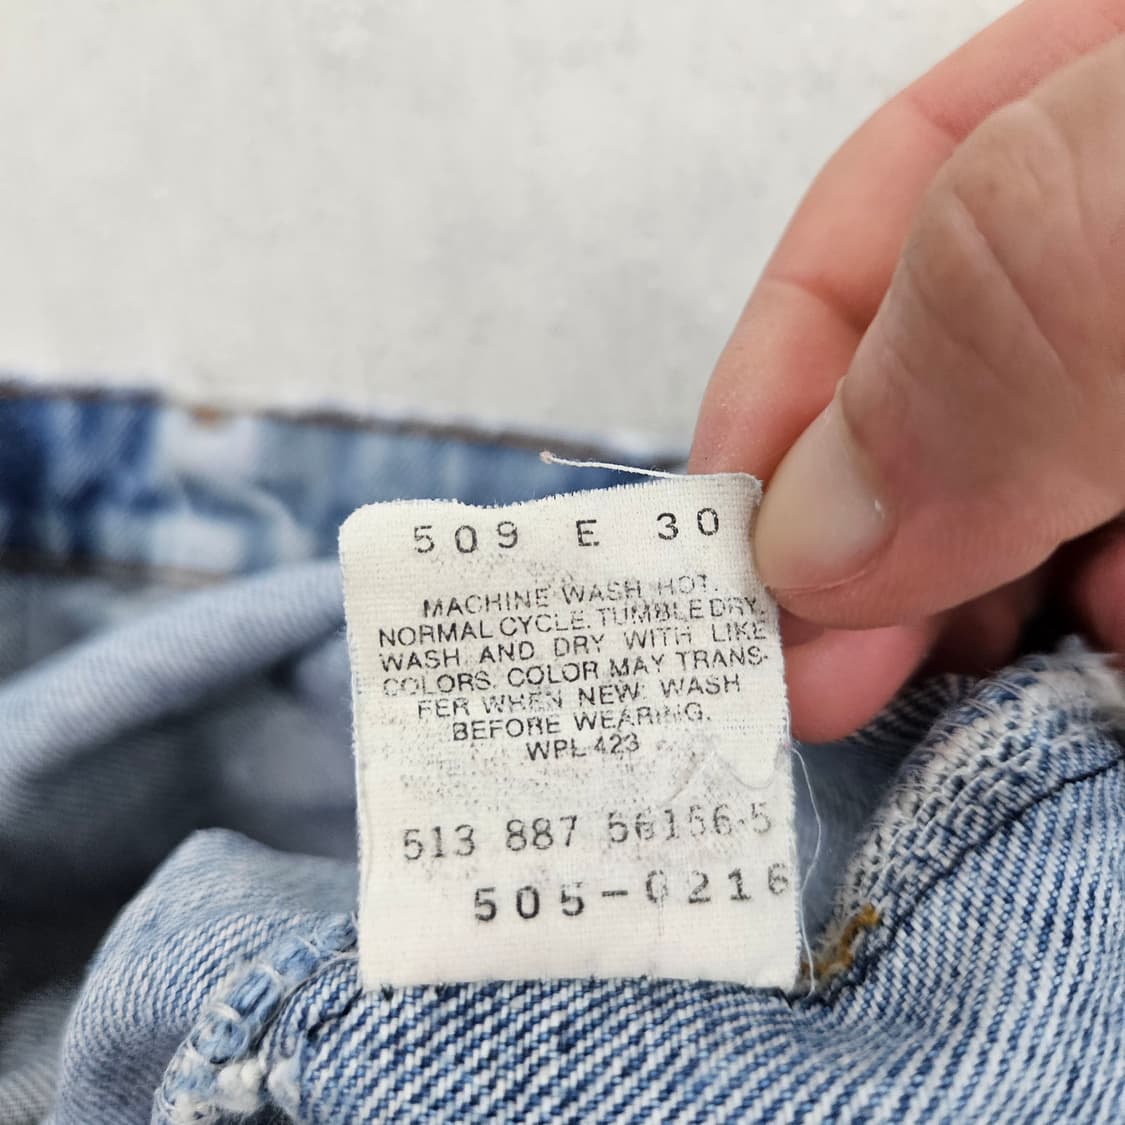 509 E 30
MACHINE WASH HOT.
NORMAL CYCLE. TUMBLE DRY.
WASH AND DRY WITH LIKE
COLORS. COLOR MAY TRANS-
FER WHEN NEW. WASH
BEFORE WEARING.
WPL 423
513 887 56156-5
505-0216